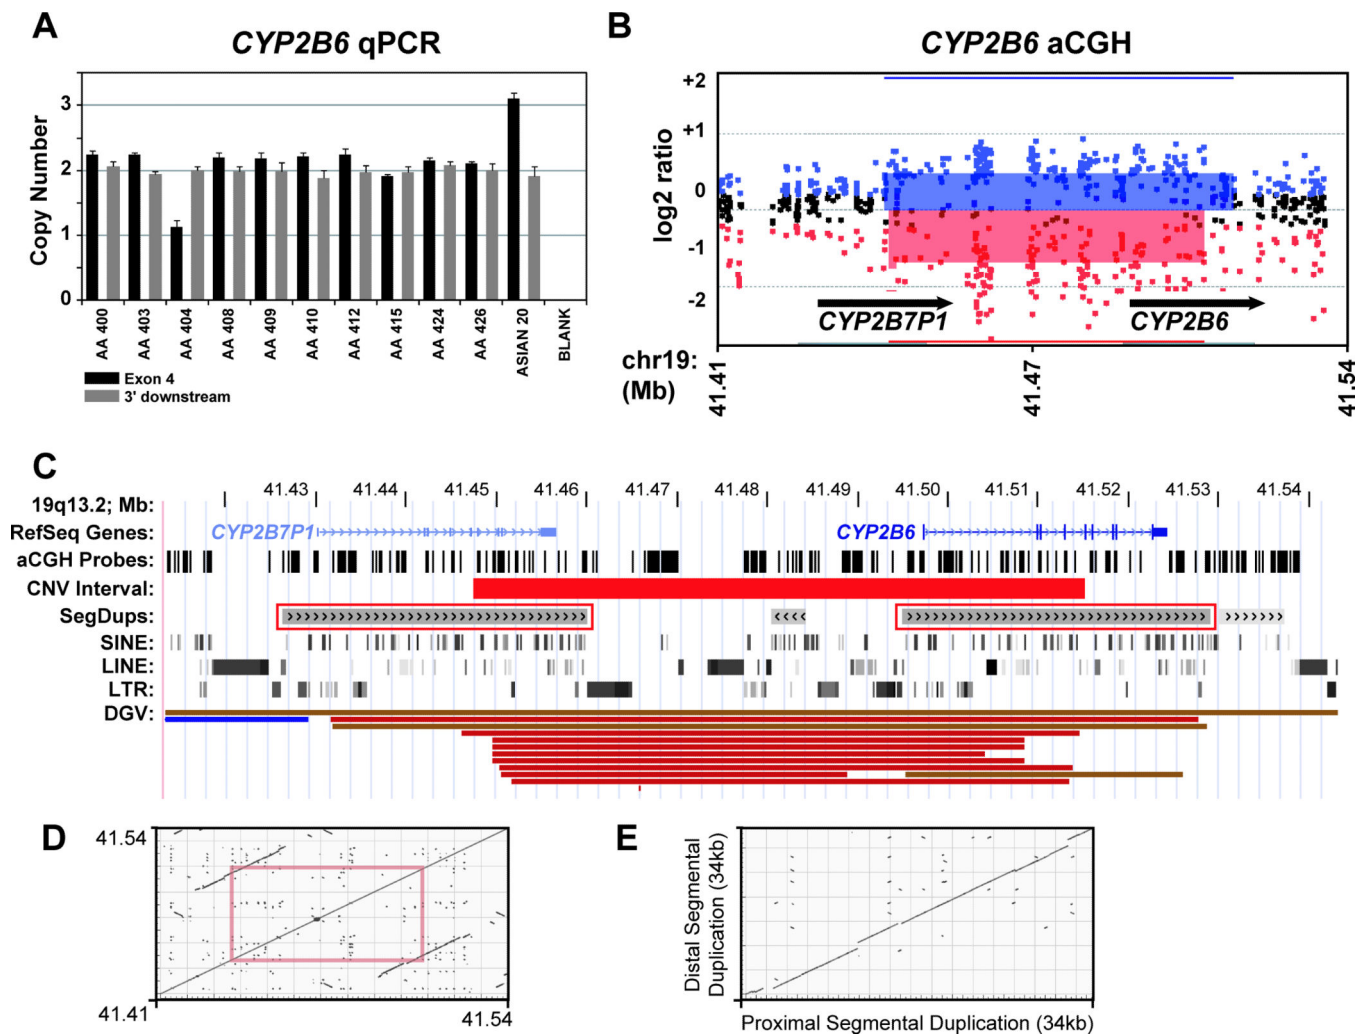 A
CYP2B6 qPCR
Copy Number
3
2
1
0
AA 400
AA 403
AA 404
AA 408
AA 409
AA 410
AA 412
AA 415
AA 424
AA 426
ASIAN 20
BLANK
Exon 4
3' downstream
B
CYP2B6 aCGH
log2 ratio
+2
+1
0
-1
-2
CYP2B7P1
CYP2B6
chr19:
(Mb)
41.41
41.47
41.54
C
19q13.2; Mb:
41.43
41.44
41.45
41.46
41.47
41.48
41.49
41.50
41.51
41.52
41.53
41.54
RefSeq Genes:
CYP2B7P1
CYP2B6
aCGH Probes:
CNV Interval:
SegDups:
SINE:
LINE:
LTR:
DGV:
D
41.54
41.41
41.54
E
Distal Segmental
Duplication (34kb)
Proximal Segmental Duplication (34kb)